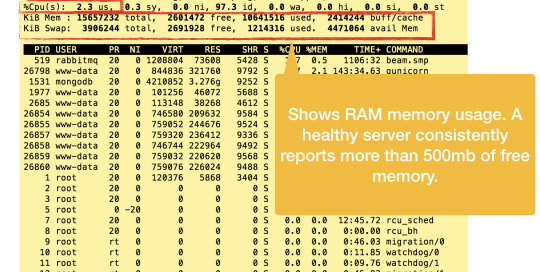 %Cpu(s): 2.3 us, 0.3 sy, 0.0 ni, 97.3 id, 0.0 wa, 0.0 hi, 0.0 si, 0.0 st
KiB Mem : 15657232 total, 2601472 free, 10641516 used, 2414244 buff/cache
KiB Swap: 3906244 total, 2691928 free, 1214316 used. 4471064 avail Mem
PID USER PR NI VIRT RES SHR S %CPU %MEM TIME+ COMMAND
519 rabbitmq 20 0 1208804 73608 5428 S 0.5 1106:32 beam.smp
26798 www-data 20 0 844836 321760 9792 S 2.1 143:34.63 gunicorn
1531 mongodb 20 0 4210852 3.276g 9252 S
1977 www-data 20 0 101256 46072 5688 S
2685 www-data 20 0 113148 38268 4612 S
26854 www-data 20 0 746580 209632 9584 S
26855 www-data 20 0 759052 244676 9524 S
26857 www-data 20 0 759320 236412 9336 S
26858 www-data 20 0 746744 222964 9492 S
26859 www-data 20 0 759032 220620 9568 S
26860 www-data 20 0 759076 226024 9488 S
1 root 20 0 120376 5868 3404 S
2 root 20 0 0 0 0 S
3 root 20 0 0 0 0 S
5 root 0 -20 0 0 0 S
7 root 20 0 0 0 0 S 0.0 0.0 12:45.72 rcu_sched
8 root 20 0 0 0 0 S 0.0 0.0 0:00.00 rcu_bh
9 root rt 0 0 0 0 S 0.0 0.0 0:46.03 migration/0
10 root rt 0 0 0 0 S 0.0 0.0 0:11.85 watchdog/0
11 root rt 0 0 0 0 S 0.0 0.0 0:09.76 watchdog/1
Shows RAM memory usage. A
healthy server consistently
reports more than 500mb of free
memory.